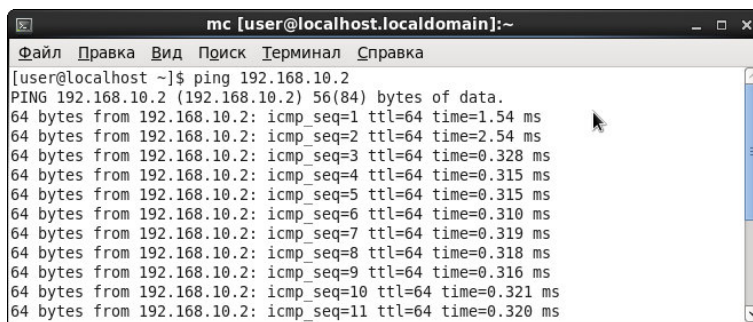 mc [user@localhost.localdomain]:~
Файл Правка Вид Поиск Терминал Справка
[user@localhost ~]$ ping 192.168.10.2
PING 192.168.10.2 (192.168.10.2) 56(84) bytes of data.
64 bytes from 192.168.10.2: icmp_seq=1 ttl=64 time=1.54 ms
64 bytes from 192.168.10.2: icmp_seq=2 ttl=64 time=2.54 ms
64 bytes from 192.168.10.2: icmp_seq=3 ttl=64 time=0.328 ms
64 bytes from 192.168.10.2: icmp_seq=4 ttl=64 time=0.315 ms
64 bytes from 192.168.10.2: icmp_seq=5 ttl=64 time=0.315 ms
64 bytes from 192.168.10.2: icmp_seq=6 ttl=64 time=0.310 ms
64 bytes from 192.168.10.2: icmp_seq=7 ttl=64 time=0.319 ms
64 bytes from 192.168.10.2: icmp_seq=8 ttl=64 time=0.318 ms
64 bytes from 192.168.10.2: icmp_seq=9 ttl=64 time=0.316 ms
64 bytes from 192.168.10.2: icmp_seq=10 ttl=64 time=0.321 ms
64 bytes from 192.168.10.2: icmp_seq=11 ttl=64 time=0.320 ms